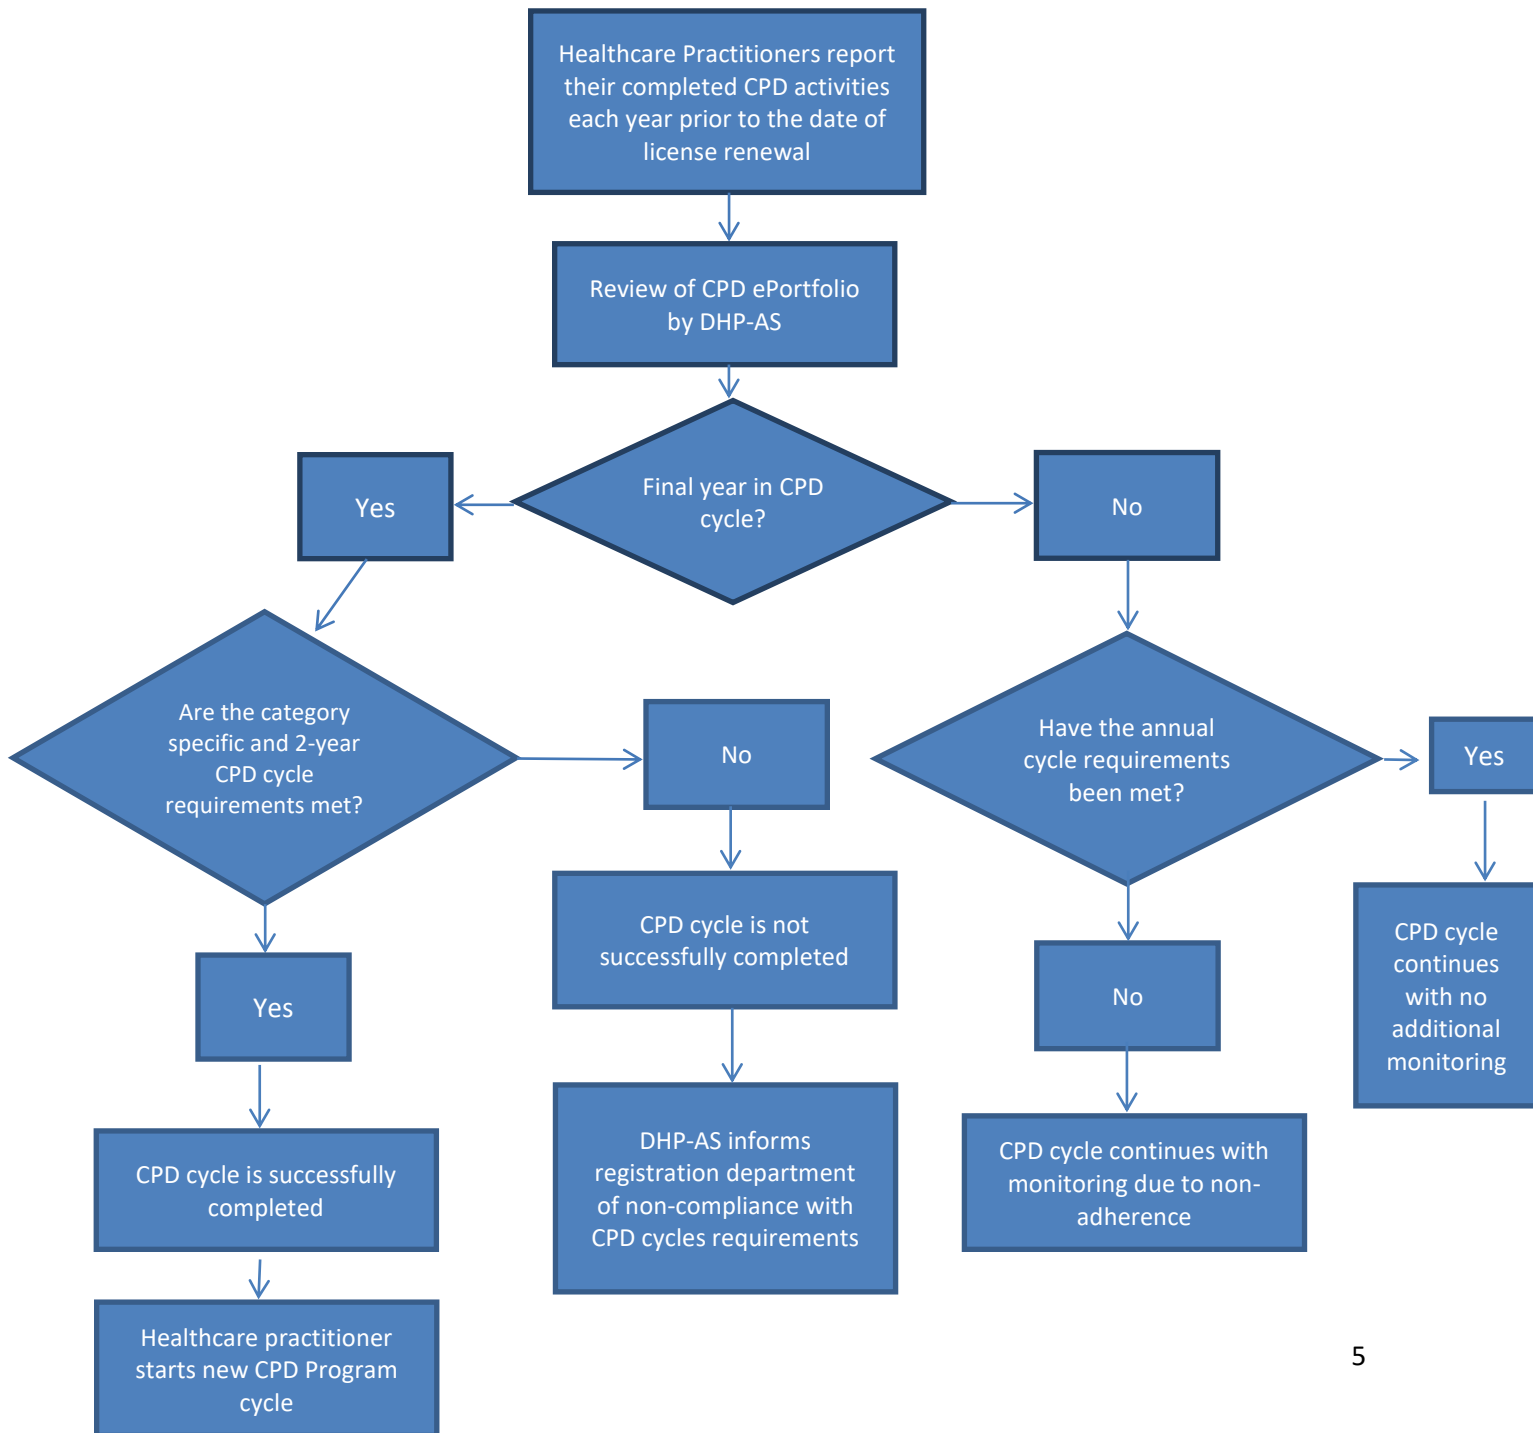 Healthcare Practitioners report
their completed CPD activities
each year prior to the date of
license renewal
Review of CPD ePortfolio
by DHP-AS
Final year in CPD
cycle?
Yes
No
Are the category
specific and 2-year
CPD cycle
requirements met?
No
Have the annual
cycle requirements
been met?
Yes
CPD cycle is not
successfully completed
CPD cycle
continues
with no
additional
monitoring
Yes
No
DHP-AS informs
registration department
of non-compliance with
CPD cycles requirements
CPD cycle continues with
monitoring due to non-
adherence
CPD cycle is successfully
completed
Healthcare practitioner
starts new CPD Program
cycle
5